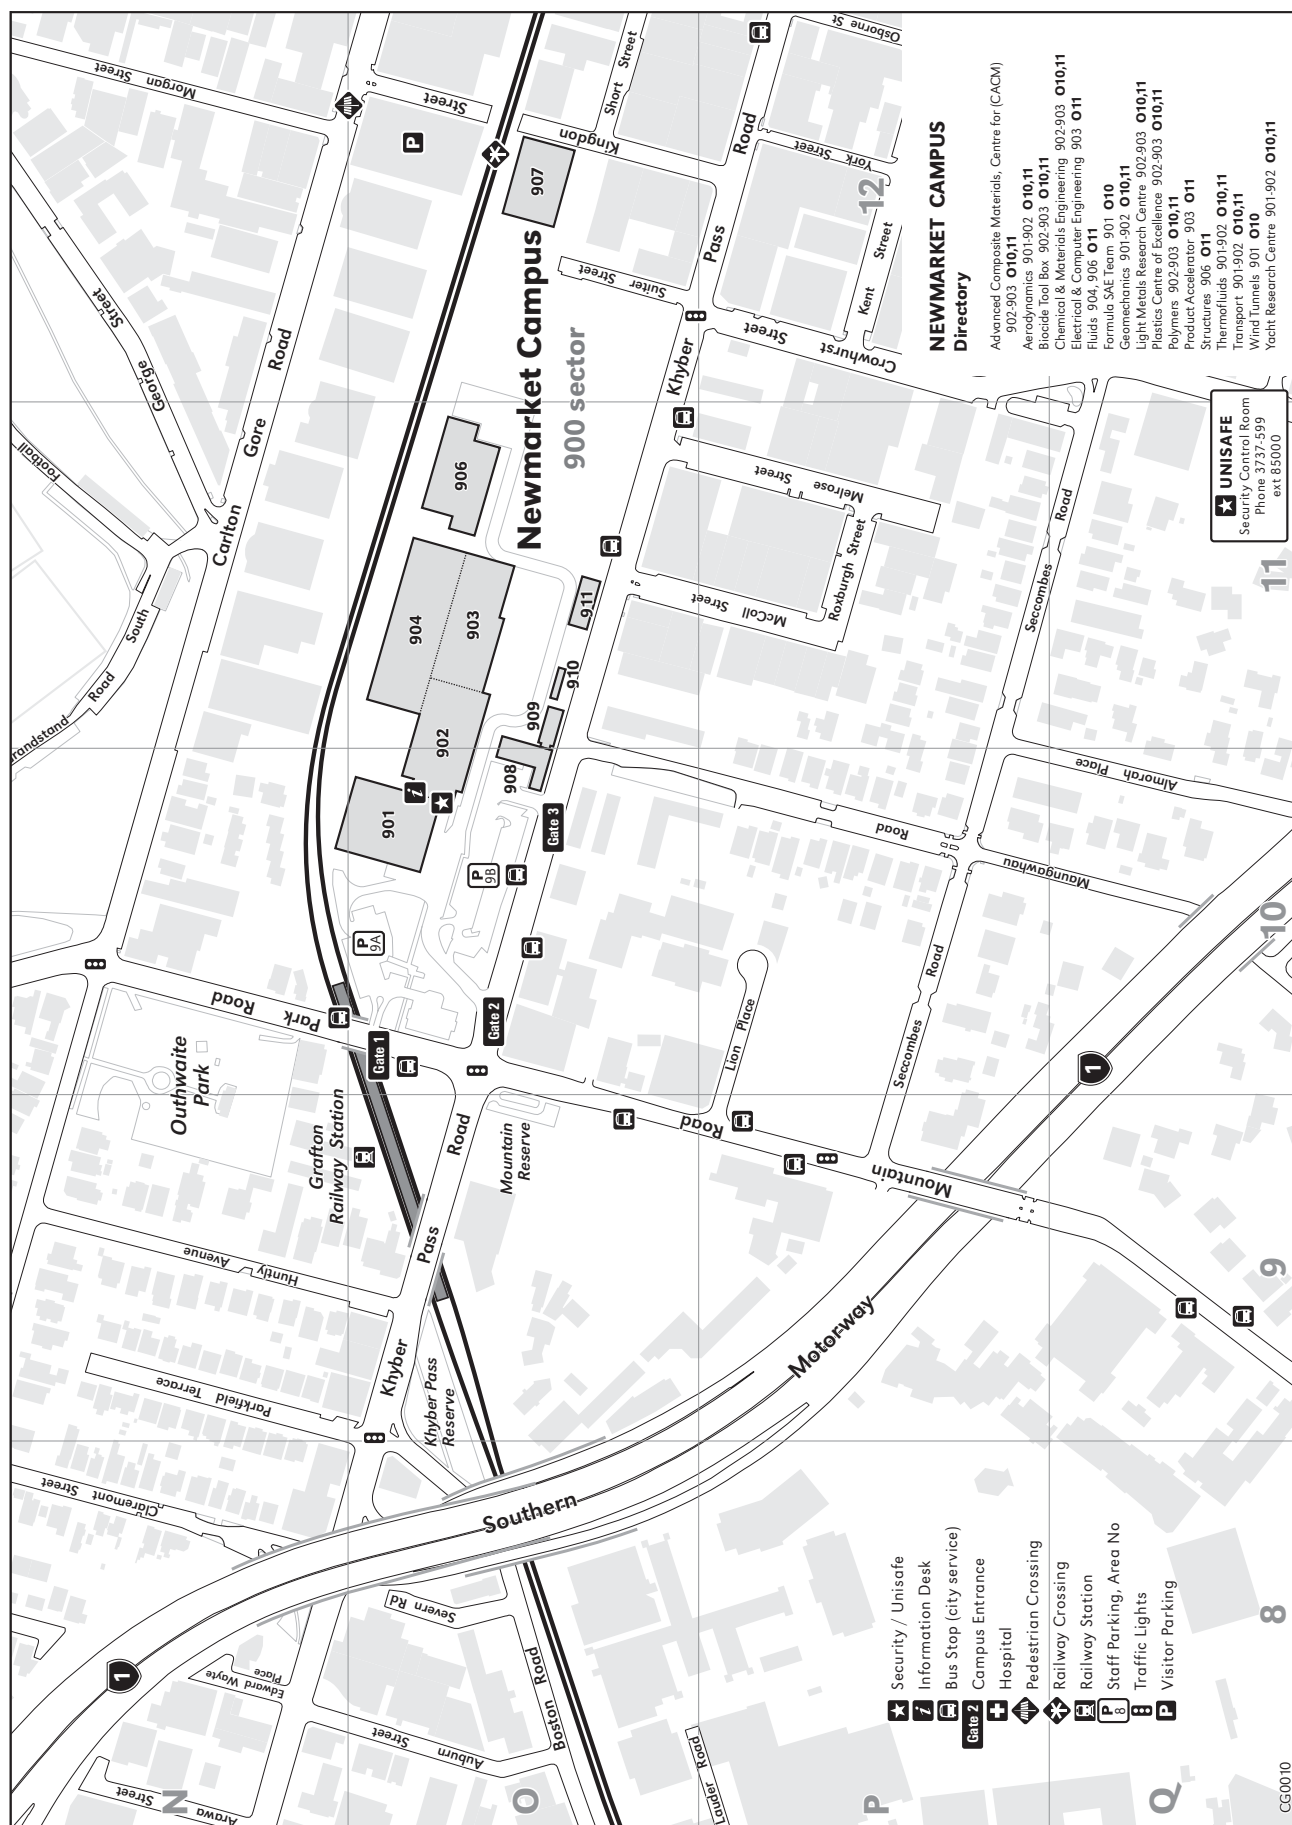 NEWMARKET CAMPUS
Directory
Advanced Composite Materials, Centre for (CACM)
902-903 O10,11
Aerodynamics 901-902 O10,11
Biocide Tool Box 902-903 O10,11
Chemical & Materials Engineering 902-903 O10,11
Electrical & Computer Engineering 903 O11
Fluids 904, 906 O11
Formula SAE Team 901 O10
Geomechanics 901-902 O10,11
Light Metals Research Centre 902-903 O10,11
Plastics Centre of Excellence 902-903 O10,11
Polymers 902-903 O10,11
Product Accelerator 903 O11
Structures 906 O11
Thermofluids 901-902 O10,11
Transport 901-902 O10,11
Wind Tunnels 901 O10
Yacht Research Centre 901-902 O10,11
UNISAFE
Security Control Room
Phone 3737-599
ext 85000
Newmarket Campus
900 sector
901
902
903
904
906
907
908
909
910
911
Gate 1
Gate 2
Gate 3
P
9A
P
9B
P
i
Outhwaite
Park
Grafton
Railway Station
Mountain
Reserve
Khyber Pass
Reserve
Morgan Street
George Street
Football
Carlton Gore Road
Grandstand Road South
Park Road
Huntly Avenue
Parkfield Terrace
Claremont Street
Edward Wayte
Place
Arawa Street
Auburn Street
Severn Rd
Boston Road
Lauder Road
Southern Motorway
1
1
Khyber Pass Road
Khyber Pass Road
Kingdon Street
Short Street
Osborne St
York Street
Kent Street
Suiter Street
Crowhurst Street
Melrose Street
Roxburgh Street
McColl Street
Seccombes Road
Seccombes Road
Almorah Place
Maungawhau Road
Lion Place
Mountain Road
N
O
P
Q
8
9
10
11
12
Security / Unisafe
i Information Desk
Bus Stop (city service)
Gate 2 Campus Entrance
Hospital
Pedestrian Crossing
Railway Crossing
Railway Station
P 8 Staff Parking, Area No
Traffic Lights
P Visitor Parking
CG0010